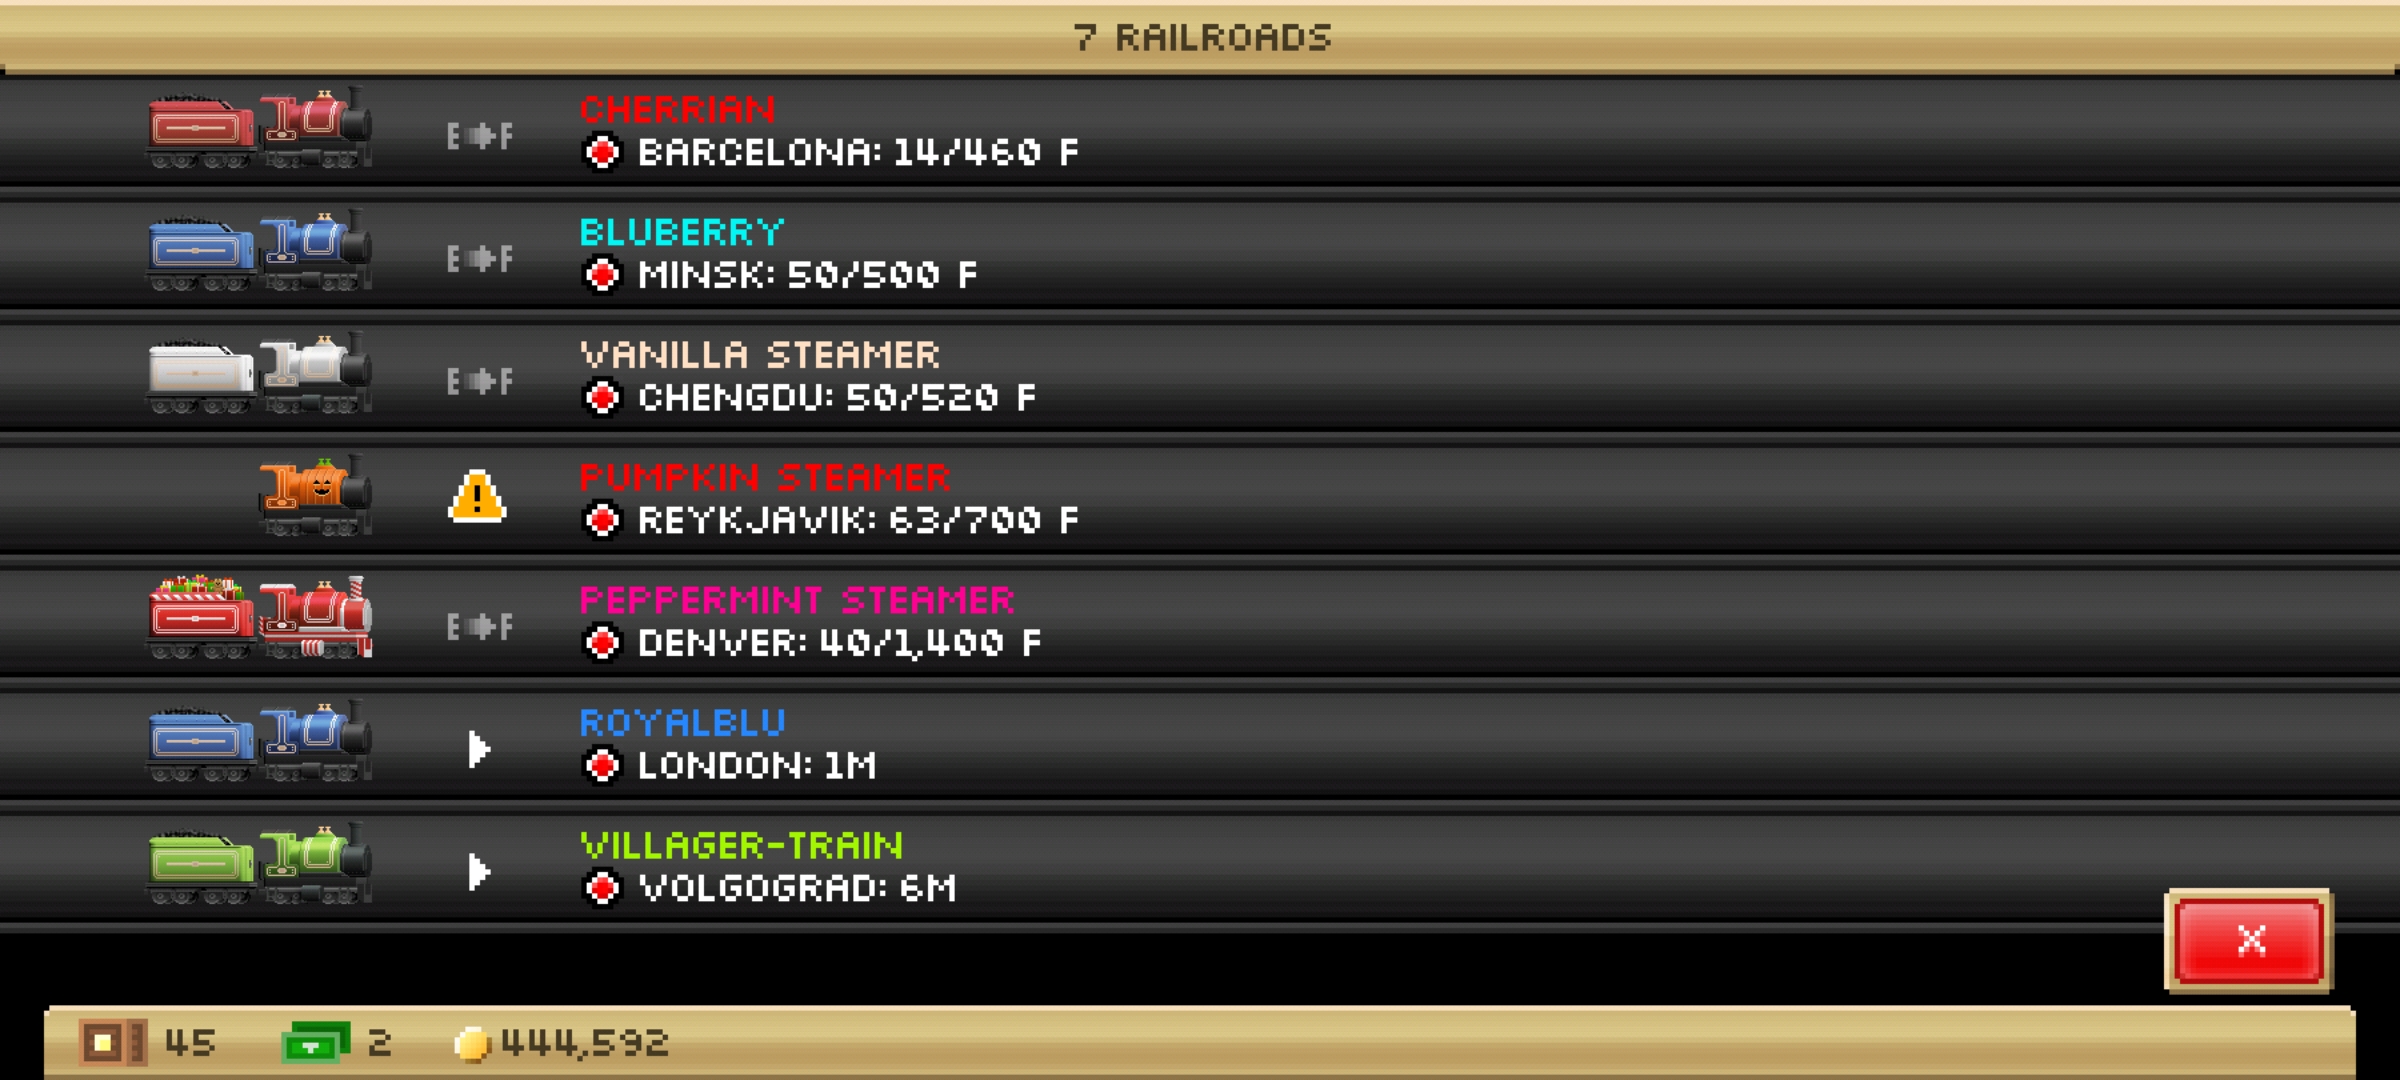 7 RAILROADS
CHERRIAN
E F
BARCELONA: 14/460 F
BLUBERRY
E F
MINSK: 50/500 F
VANILLA STEAMER
E F
CHENGDU: 50/520 F
PUMPKIN STEAMER
!
REYKJAVIK: 63/700 F
PEPPERMINT STEAMER
E F
DENVER: 40/1,400 F
ROYALBLU
LONDON: 1M
VILLAGER-TRAIN
VOLGOGRAD: 6M
X
45 2 444,592